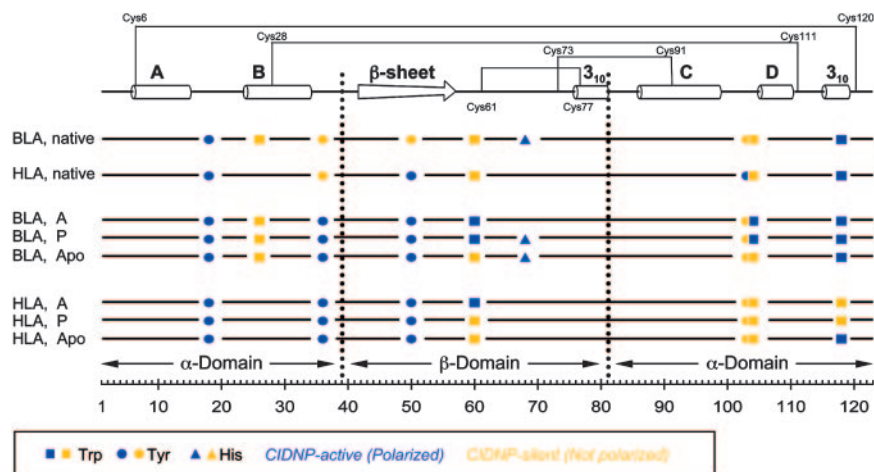 Cys6 Cys120
Cys28 Cys111
Cys73 Cys91
A B β-sheet 3₁₀ C D 3₁₀
Cys61 Cys77
BLA, native
HLA, native
BLA, A
BLA, P
BLA, Apo
HLA, A
HLA, P
HLA, Apo
α-Domain β-Domain α-Domain
1 10 20 30 40 50 60 70 80 90 100 110 120
Trp Tyr His CIDNP-active (Polarized) CIDNP-silent (Not polarized)